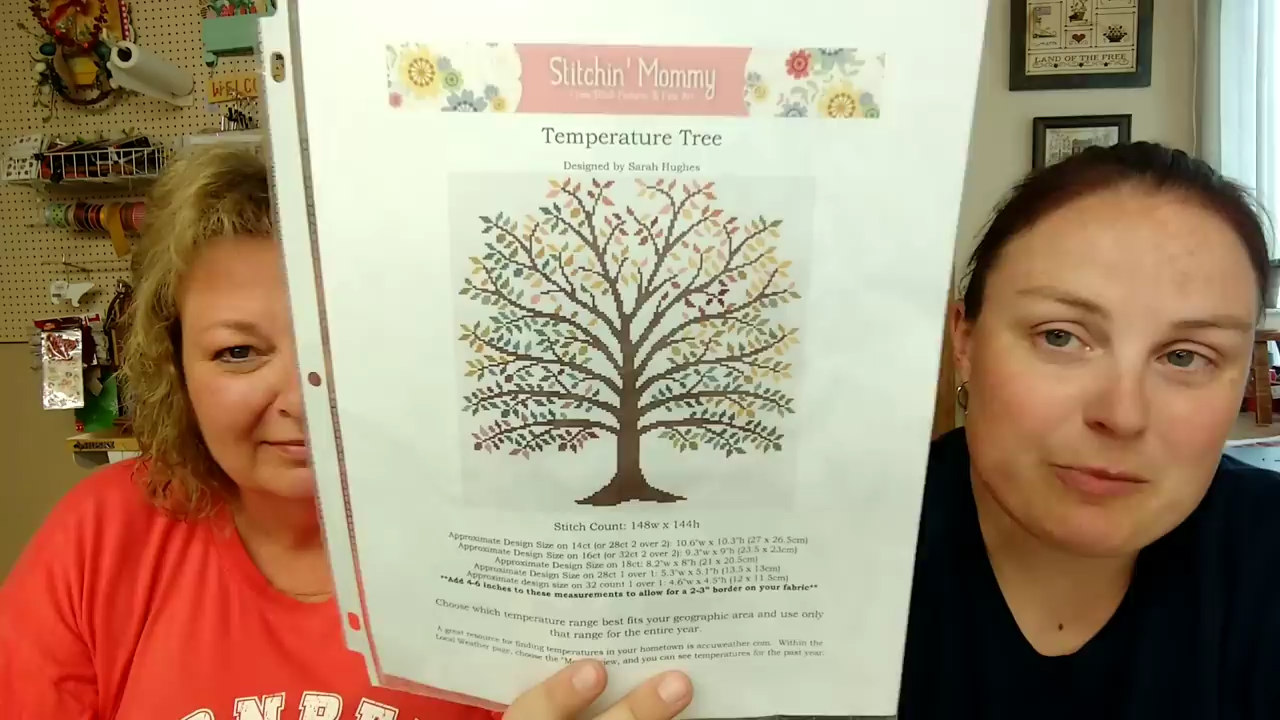 WELC
LAND OF THE FREE
Stitchin' Mommy
Temperature Tree
Designed by Sarah Hughes
Stitch Count: 148w x 144h
Approximate Design Size on 14ct (or 28ct 2 over 2): 10.6"w x 10.3"h (27 x 26.5cm)
Approximate Design Size on 16ct (or 32ct 2 over 2): 9.3"w x 9"h (23.5 x 23cm)
Approximate Design Size on 18ct: 8.2"w x 8"h (21 x 20.5cm)
Approximate Design Size on 28ct 1 over 1: 5.3"w x 5.1"h (13.5 x 13cm)
Approximate design size on 32 count 1 over 1: 4.6"w x 4.5"h (12 x 11.5cm)
**Add 4-6 inches to these measurements to allow for a 2-3" border on your fabric**
Choose which temperature range best fits your geographic area and use only
that range for the entire year.
A great resource for finding temperatures in your hometown is accuweather.com. Within the
Local Weather page, choose the and you can see temperatures for the past year.